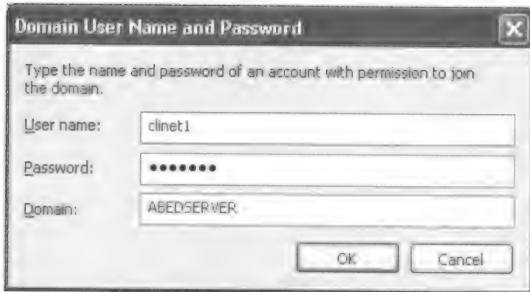 Domain User Name and Password
Type the name and password of an account with permission to join
the domain.
User name: clinet1
Password: •••••••
Domain: ABEDSERVER
OK Cancel